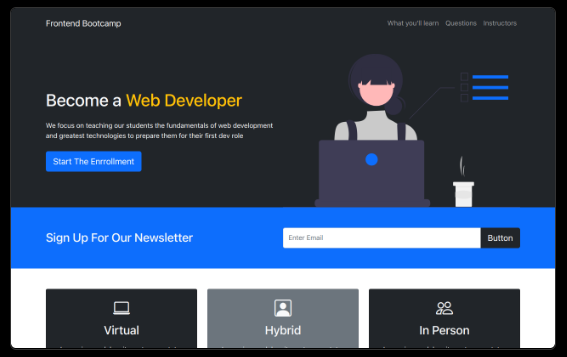 Frontend Bootcamp
What you'll learn Questions Instructors
Become a Web Developer
We focus on teaching our students the fundamentals of web development
and greatest technologies to prepare them for their first dev role
Start The Enrrollment
Sign Up For Our Newsletter
Enter Email
Button
Virtual
Hybrid
In Person